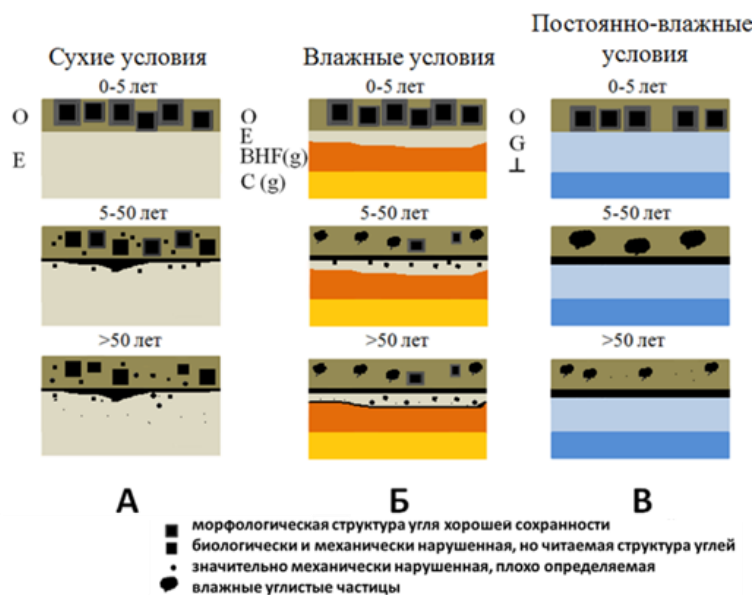 Сухие условия
Влажные условия
Постоянно-влажные
условия
0-5 лет
0-5 лет
0-5 лет
О
Е
О
Е
BHF(g)
C (g)
О
G
⊥
5-50 лет
5-50 лет
5-50 лет
>50 лет
>50 лет
>50 лет
А
Б
В
морфологическая структура угля хорошей сохранности
биологически и механически нарушенная, но читаемая структура углей
значительно механически нарушенная, плохо определяемая
влажные углистые частицы